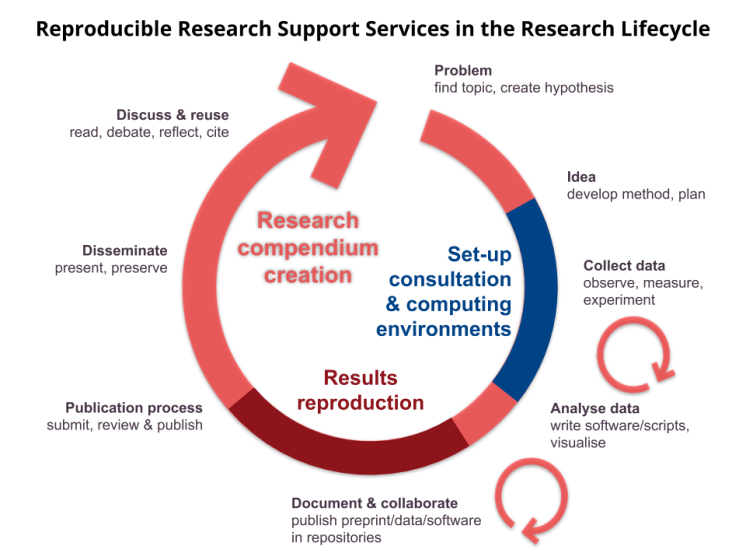 Reproducible Research Support Services in the Research Lifecycle
Problem
find topic, create hypothesis
Idea
develop method, plan
Collect data
observe, measure,
experiment
Analyse data
write software/scripts,
visualise
Document & collaborate
publish preprint/data/software
in repositories
Publication process
submit, review & publish
Disseminate
present, preserve
Discuss & reuse
read, debate, reflect, cite
Research
compendium
creation
Set-up
consultation
& computing
environments
Results
reproduction